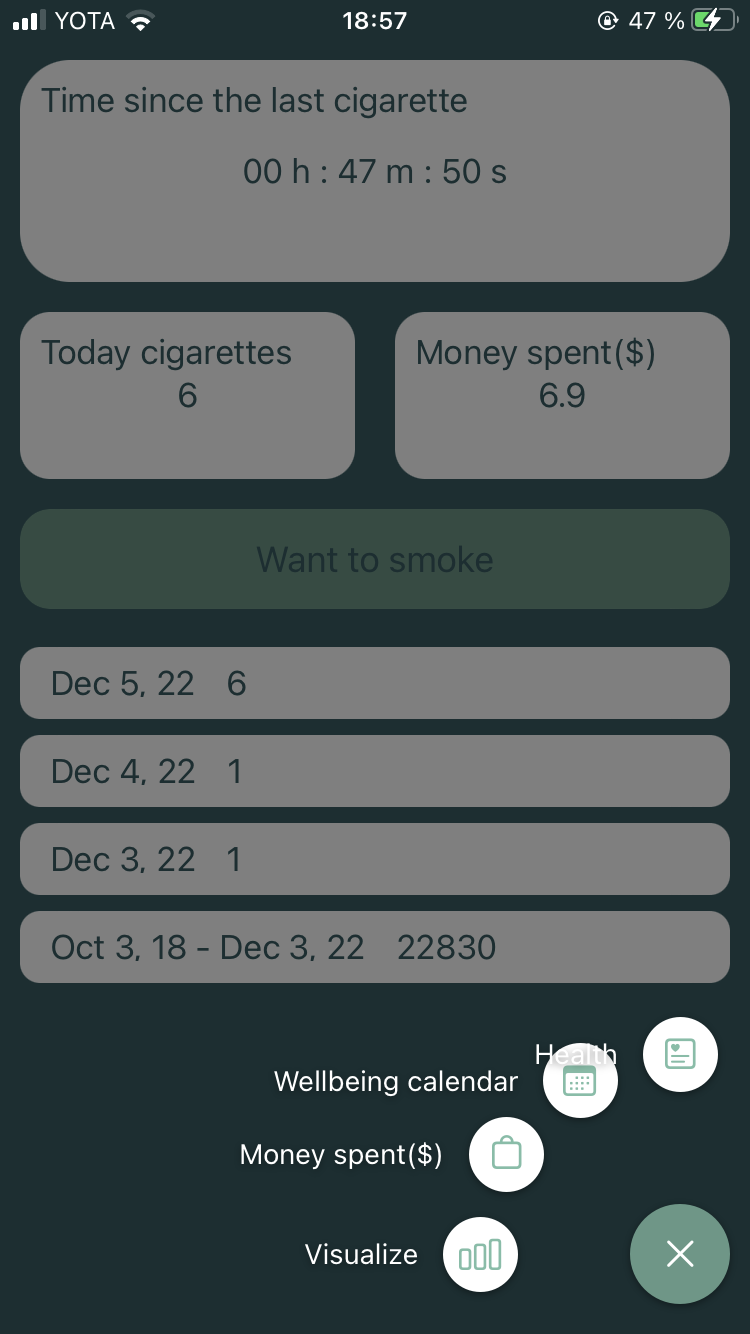 YOTA 18:57 47 %
Time since the last cigarette
00 h : 47 m : 50 s
Today cigarettes
6
Money spent($)
6.9
Want to smoke
Dec 5, 22 6
Dec 4, 22 1
Dec 3, 22 1
Oct 3, 18 - Dec 3, 22 22830
Health
Wellbeing calendar
Money spent($)
Visualize